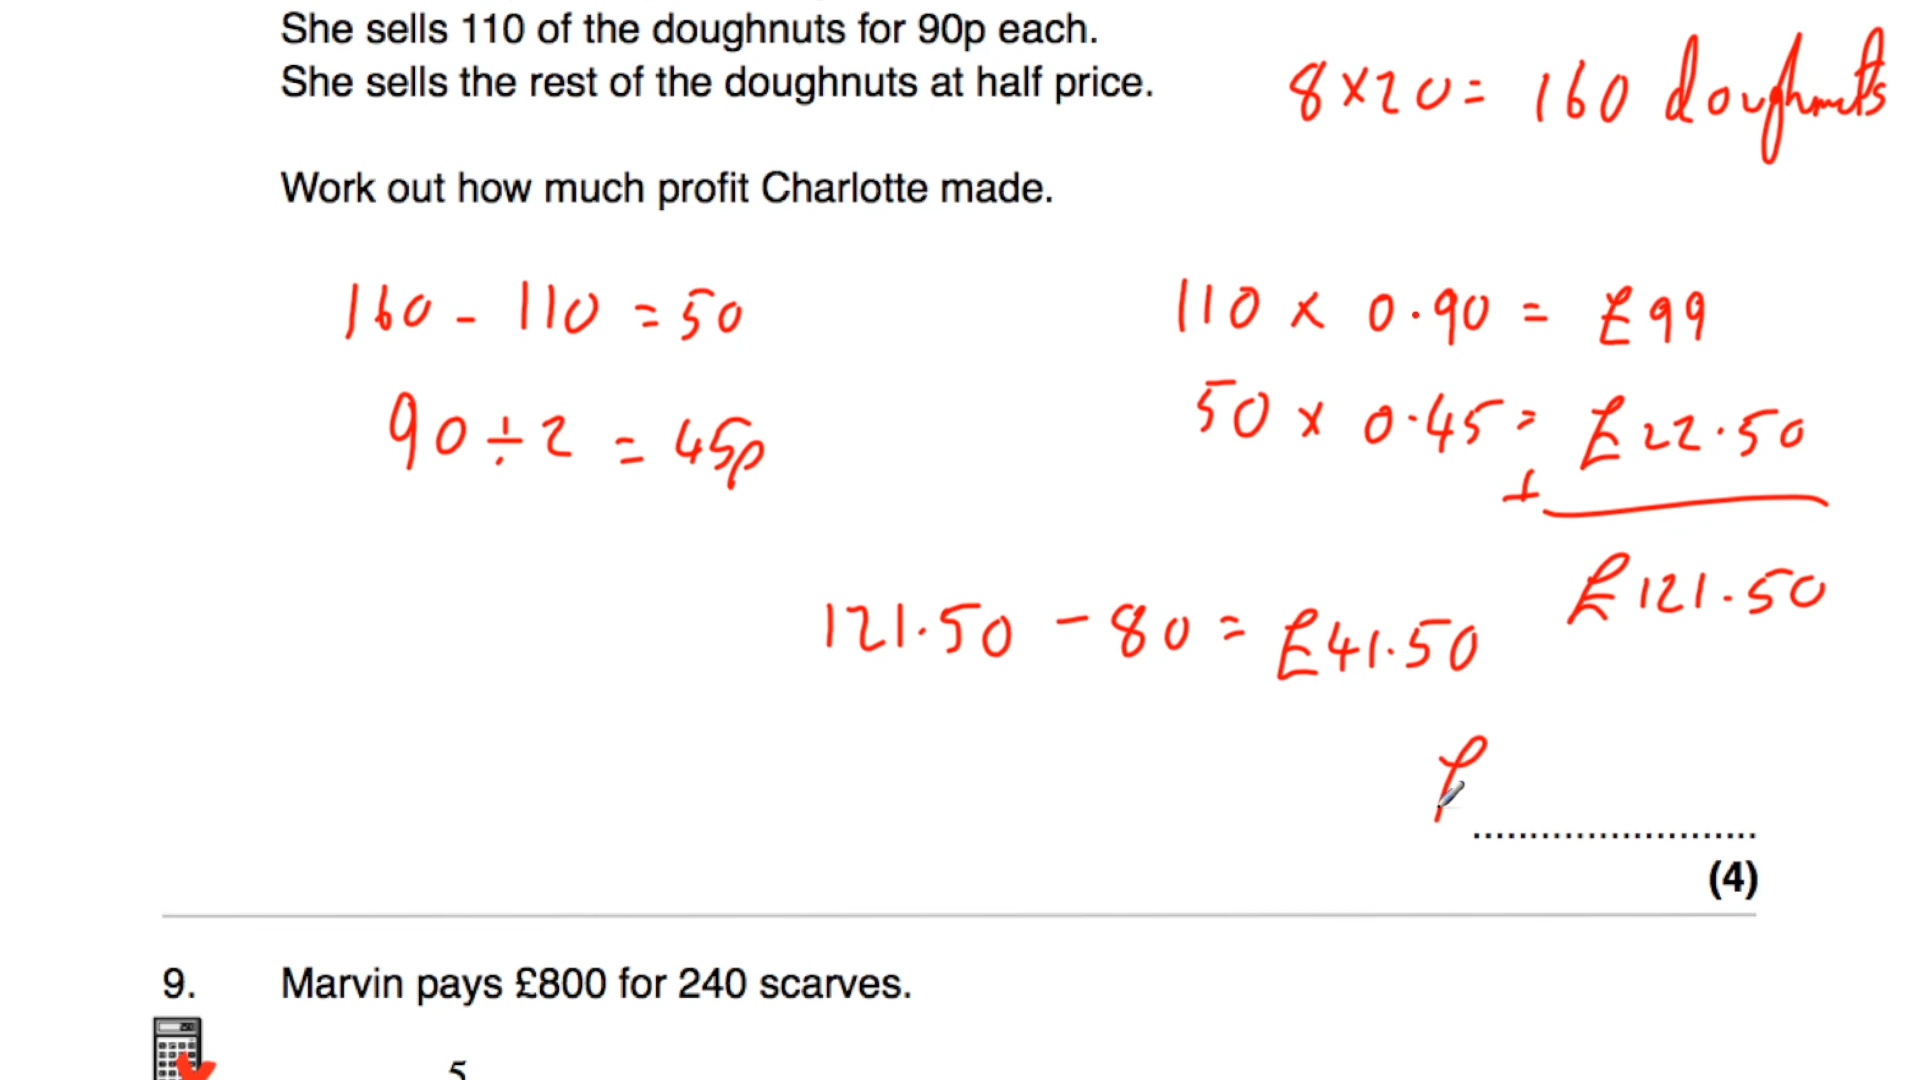 She sells 110 of the doughnuts for 90p each.
She sells the rest of the doughnuts at half price.
8 × 20 = 160 doughnuts
Work out how much profit Charlotte made.
160 - 110 = 50
110 × 0.90 = £99
90 ÷ 2 = 45p
50 × 0.45 = £22.50
+
£121.50
121.50 - 80 = £41.50
(4)
9. Marvin pays £800 for 240 scarves.
5